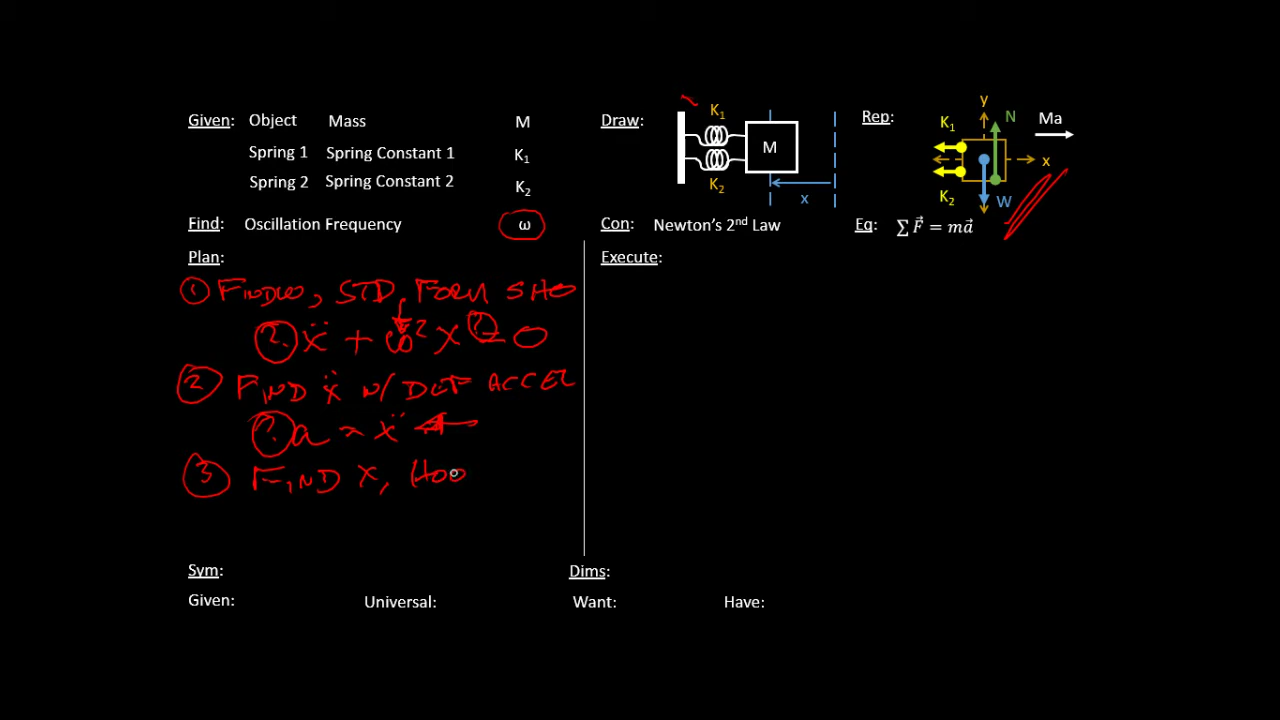 Given: Object Mass M
Spring 1 Spring Constant 1 K1
Spring 2 Spring Constant 2 K2
Find: Oscillation Frequency ω
Draw: K1 M K2 x
Rep: y N Ma K1 x K2 W
Con: Newton's 2nd Law
Eq: ∑F⃗ = ma⃗
Plan:
① FIND ω, STD. FORM SHO
?. ẍ + ω² x = 0
② FIND ẍ w/ DEF ACCEL
?. a = ẍ
③ FIND X, HOO
Execute:
Sym:
Given: Universal:
Dims:
Want: Have: